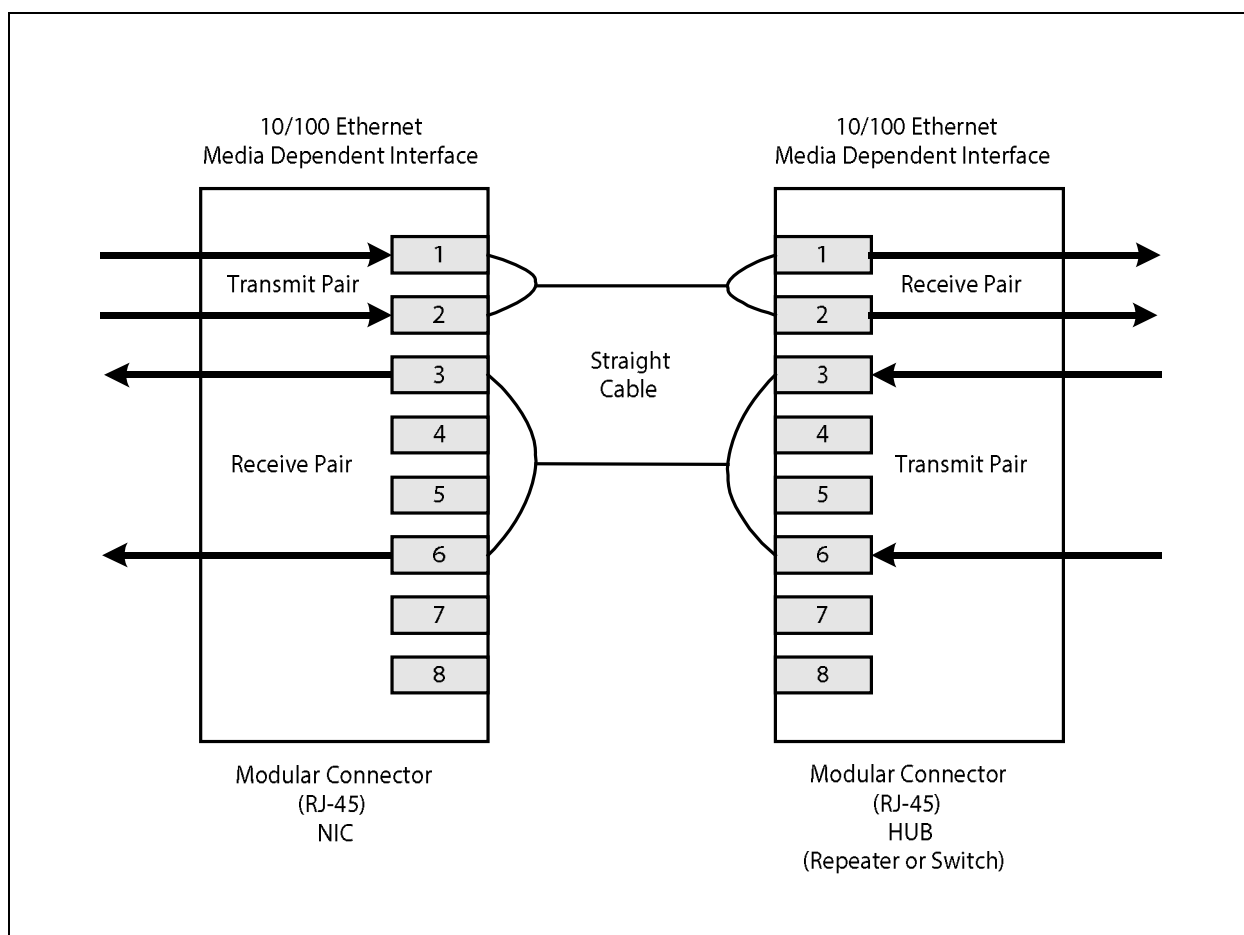 10/100 Ethernet
Media Dependent Interface
1
Transmit Pair
2
3
4
Receive Pair
5
6
7
8
Modular Connector
(RJ-45)
NIC
Straight
Cable
10/100 Ethernet
Media Dependent Interface
1
Receive Pair
2
3
4
Transmit Pair
5
6
7
8
Modular Connector
(RJ-45)
HUB
(Repeater or Switch)